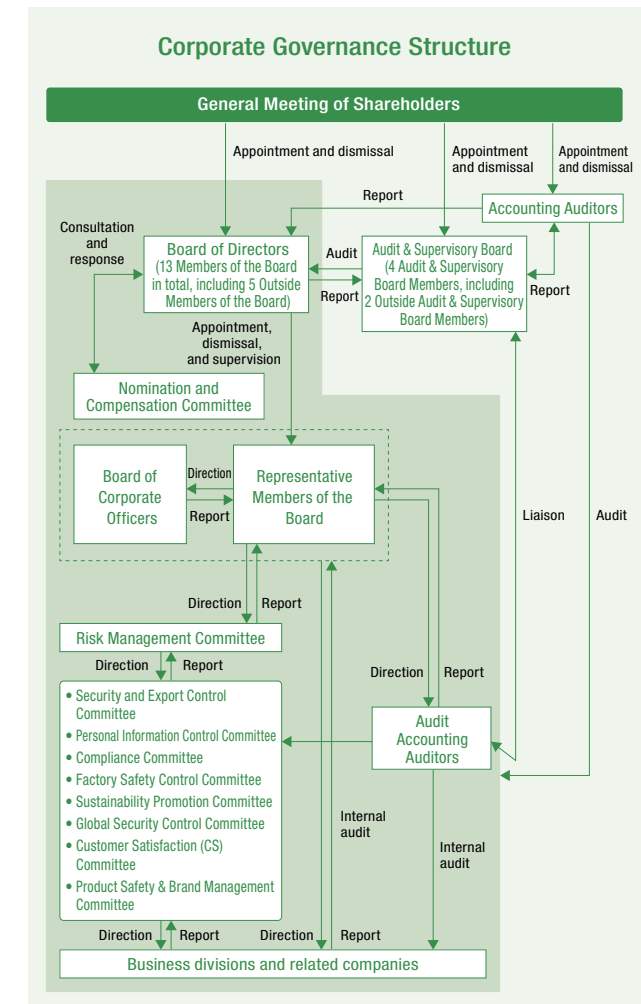 Corporate Governance Structure
General Meeting of Shareholders
Appointment and dismissal
Appointment
and dismissal
Appointment
and dismissal
Report
Accounting Auditors
Consultation
and
response
Board of Directors
(13 Members of the Board
in total, including 5 Outside
Members of the Board)
Audit
Report
Audit & Supervisory Board
(4 Audit & Supervisory
Board Members, including
2 Outside Audit & Supervisory
Board Members)
Report
Appointment,
dismissal,
and supervision
Nomination and
Compensation Committee
Board of
Corporate
Officers
Direction
Report
Representative
Members of the
Board
Liaison
Audit
Direction
Report
Risk Management Committee
Direction
Report
Direction
Report
• Security and Export Control
Committee
• Personal Information Control Committee
• Compliance Committee
• Factory Safety Control Committee
• Sustainability Promotion Committee
• Global Security Control Committee
• Customer Satisfaction (CS)
Committee
• Product Safety & Brand Management
Committee
Audit
Accounting
Auditors
Internal
audit
Internal
audit
Direction
Report
Direction
Report
Business divisions and related companies